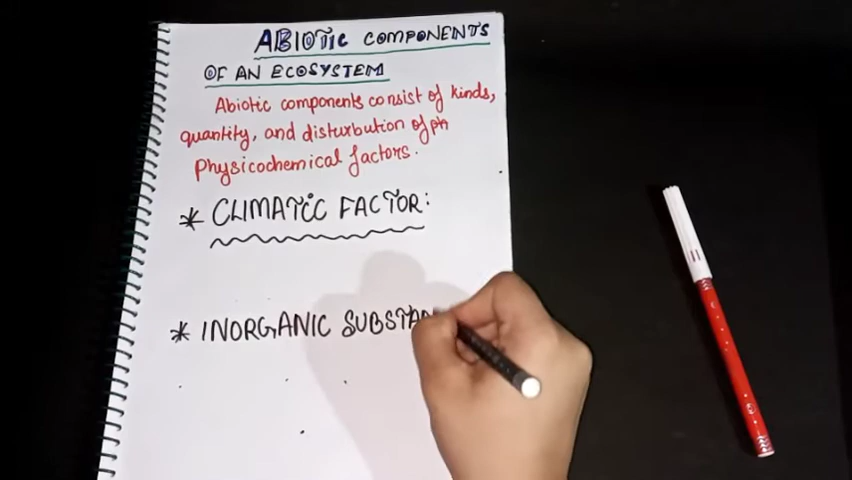 ABIOTIC COMPONENTS
OF AN ECOSYSTEM
Abiotic components consist of kinds,
quantity, and disturbution of ph
Physicochemical factors.
* CLIMATIC FACTOR:
* INORGANIC SUBSTAN